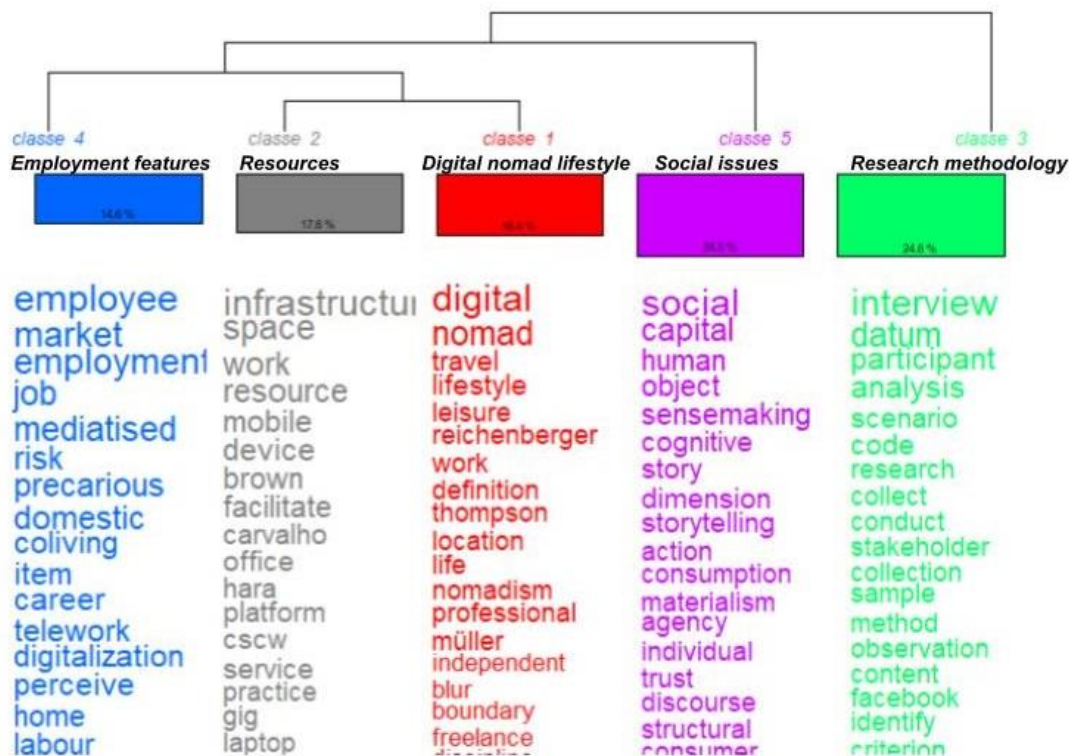 classe 4
Employment features
14.6 %
employee
market
employment
job
mediatised
risk
precarious
domestic
coliving
item
career
telework
digitalization
perceive
home
labour
classe 2
Resources
17.6 %
infrastructu
space
work
resource
mobile
device
brown
facilitate
carvalho
office
hara
platform
cscw
service
practice
gig
laptop
classe 1
Digital nomad lifestyle
digital
nomad
travel
lifestyle
leisure
reichenberger
work
definition
thompson
location
life
nomadism
professional
müller
independent
blur
boundary
freelance
classe 5
Social issues
social
capital
human
object
sensemaking
cognitive
story
dimension
storytelling
action
consumption
materialism
agency
individual
trust
discourse
structural
consumer
classe 3
Research methodology
24.6 %
interview
datum
participant
analysis
scenario
code
research
collect
conduct
stakeholder
collection
sample
method
observation
content
facebook
identify
criterion